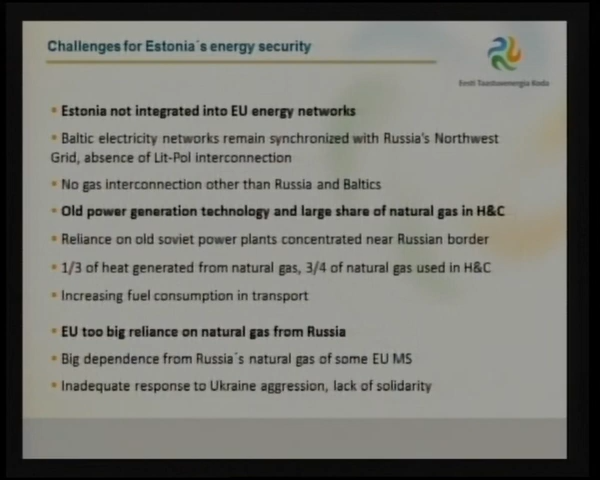 Challenges for Estonia´s energy security
Eesti Taastuvenergia Koda
▪ Estonia not integrated into EU energy networks
▪ Baltic electricity networks remain synchronized with Russia's Northwest
Grid, absence of Lit-Pol interconnection
▪ No gas interconnection other than Russia and Baltics
▪ Old power generation technology and large share of natural gas in H&C
▪ Reliance on old soviet power plants concentrated near Russian border
▪ 1/3 of heat generated from natural gas, 3/4 of natural gas used in H&C
▪ Increasing fuel consumption in transport
▪ EU too big reliance on natural gas from Russia
▪ Big dependence from Russia´s natural gas of some EU MS
▪ Inadequate response to Ukraine aggression, lack of solidarity